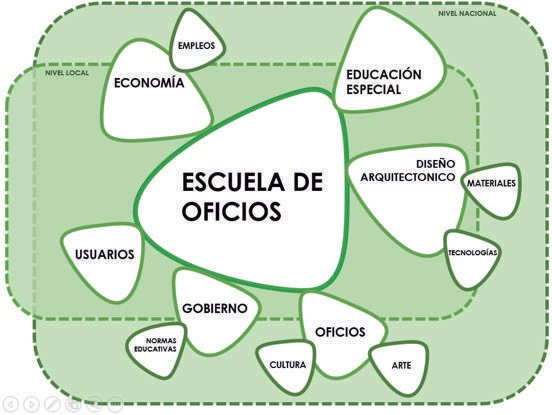 NIVEL NACIONAL
EMPLEOS
NIVEL LOCAL
ECONOMÍA
EDUCACIÓN
ESPECIAL
DISEÑO
ARQUITECTONICO
MATERIALES
ESCUELA DE
OFICIOS
TECNOLOGÍAS
USUARIOS
GOBIERNO
OFICIOS
NORMAS
EDUCATIVAS
CULTURA
ARTE